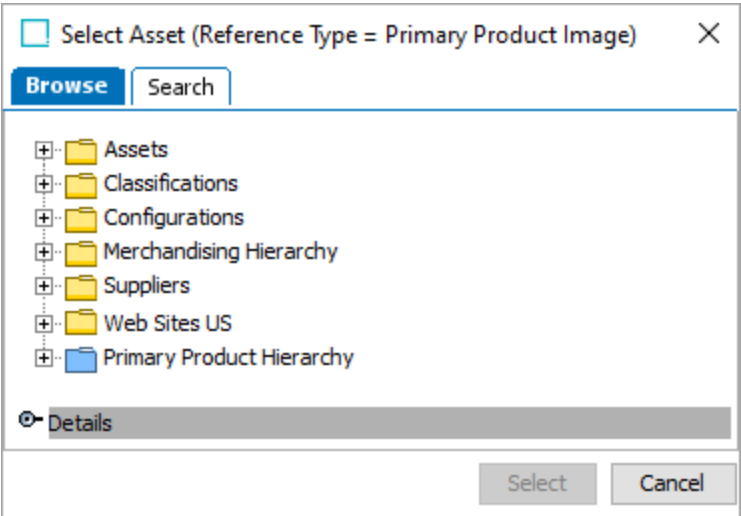 Select Asset (Reference Type = Primary Product Image)
Browse Search
Assets
Classifications
Configurations
Merchandising Hierarchy
Suppliers
Web Sites US
Primary Product Hierarchy
Details
Select Cancel